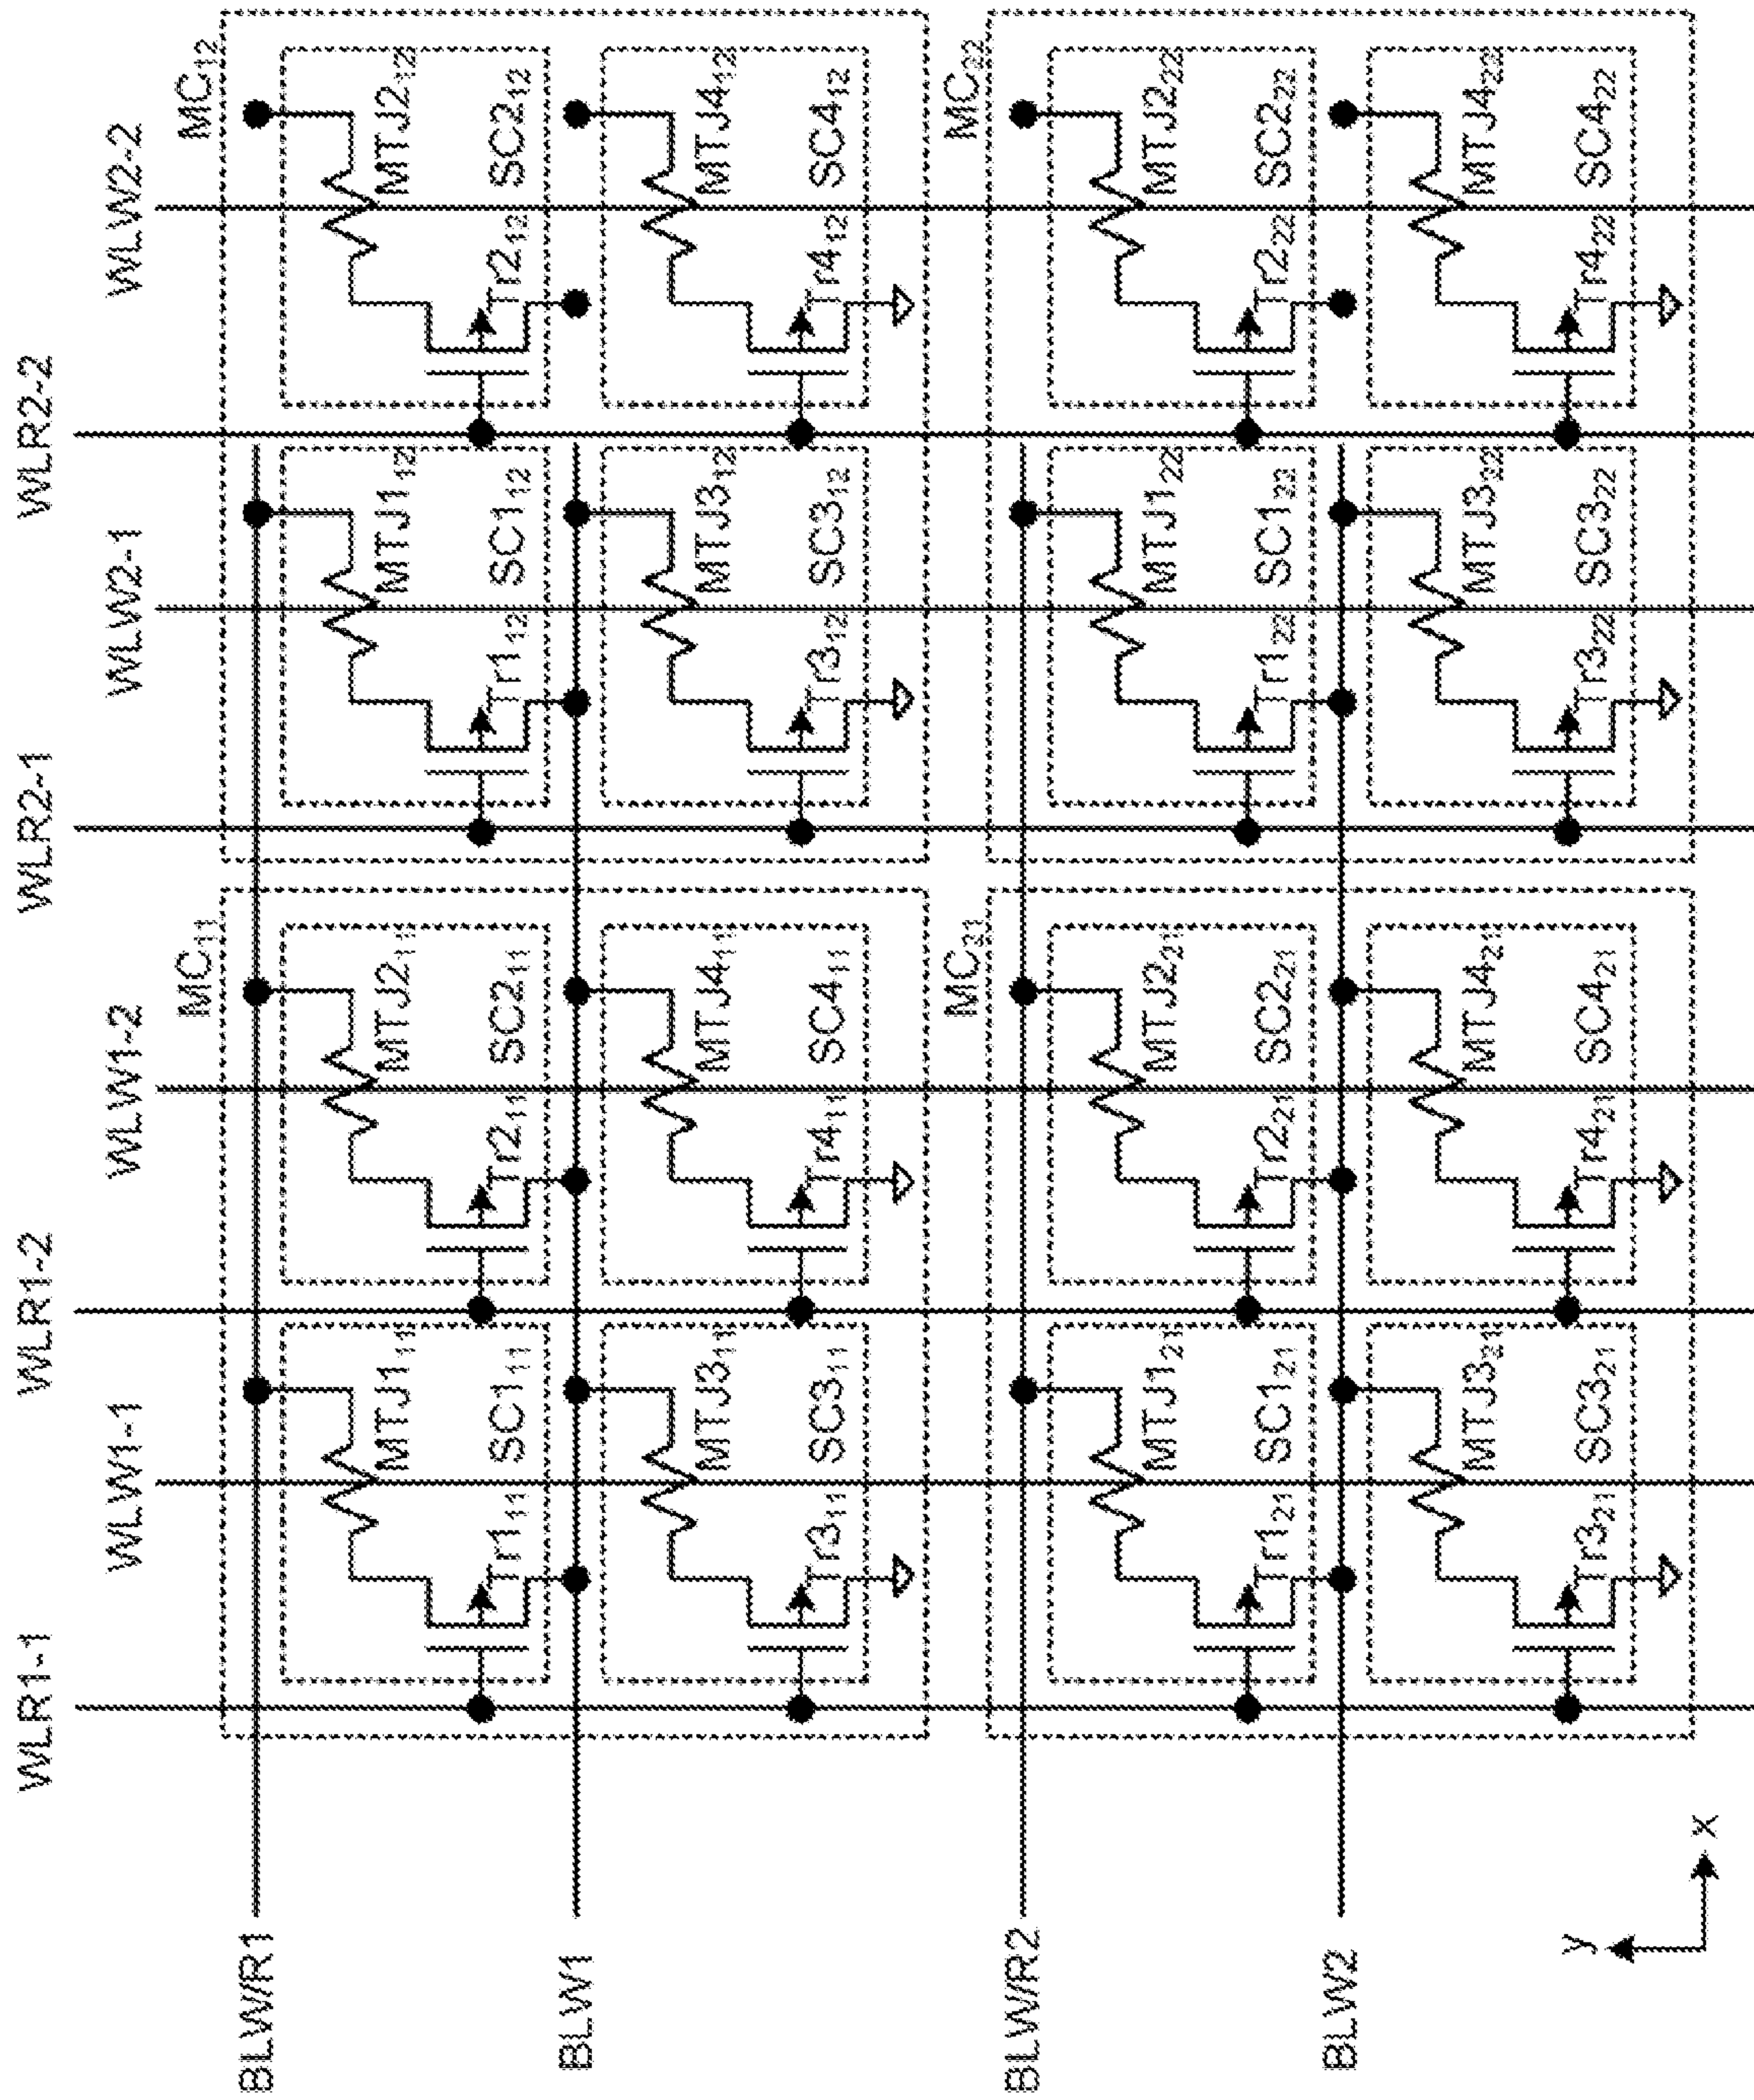 WLR1-1 WLR1-2 WLR2-1 WLR2-2
WLW1-1 WLW1-2 WLW2-1 WLW2-2
MC₁₁ MC₁₂
BLWR1
MTJ1₁₁ MTJ2₁₁ MTJ1₁₂ MTJ2₁₂
Tr1₁₁ SC1₁₁ Tr2₁₁ SC2₁₁ Tr1₁₂ SC1₁₂ Tr2₁₂ SC2₁₂
BLW1
MTJ3₁₁ MTJ4₁₁ MTJ3₁₂ MTJ4₁₂
Tr3₁₁ SC3₁₁ Tr4₁₁ SC4₁₁ Tr3₁₂ SC3₁₂ Tr4₁₂ SC4₁₂
MC₂₁ MC₂₂
BLWR2
MTJ1₂₁ MTJ2₂₁ MTJ1₂₂ MTJ2₂₂
Tr1₂₁ SC1₂₁ Tr2₂₁ SC2₂₁ Tr1₂₂ SC1₂₂ Tr2₂₂ SC2₂₂
BLW2
MTJ3₂₁ MTJ4₂₁ MTJ3₂₂ MTJ4₂₂
Tr3₂₁ SC3₂₁ Tr4₂₁ SC4₂₁ Tr3₂₂ SC3₂₂ Tr4₂₂ SC4₂₂
y
x